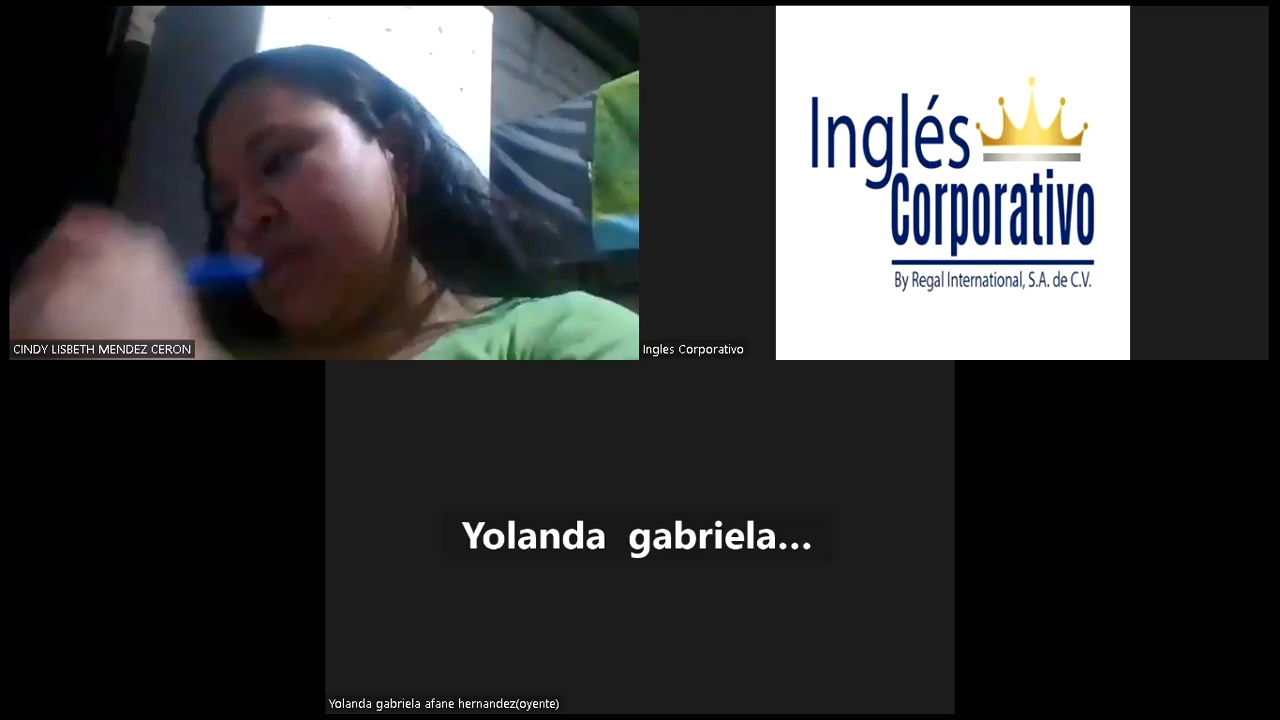 Inglés
Corporativo
By Regal International, S.A. de C.V.
CINDY LISBETH MENDEZ CERON
Ingles Corporativo
Yolanda gabriela...
Yolanda gabriela afane hernandez(oyente)